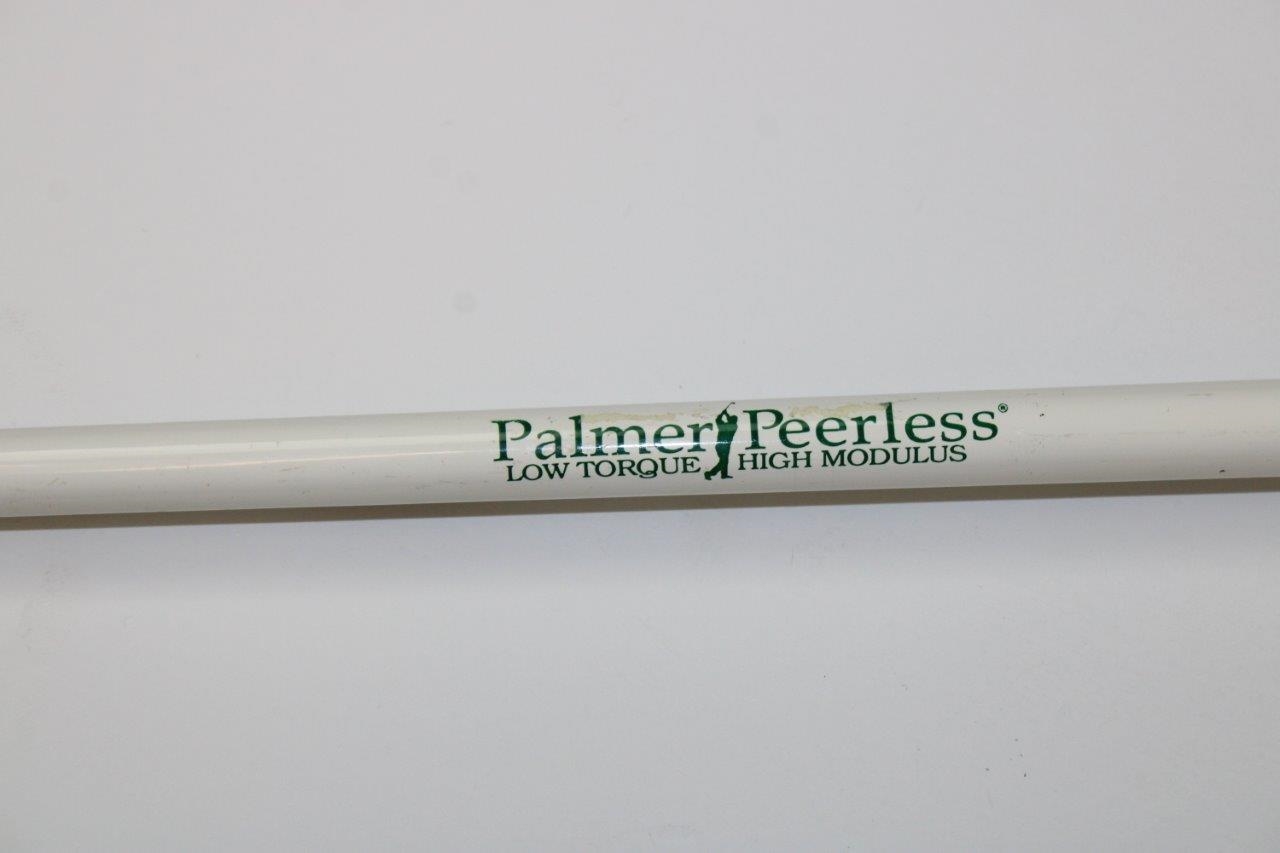 Palmer Peerless®
LOW TORQUE HIGH MODULUS